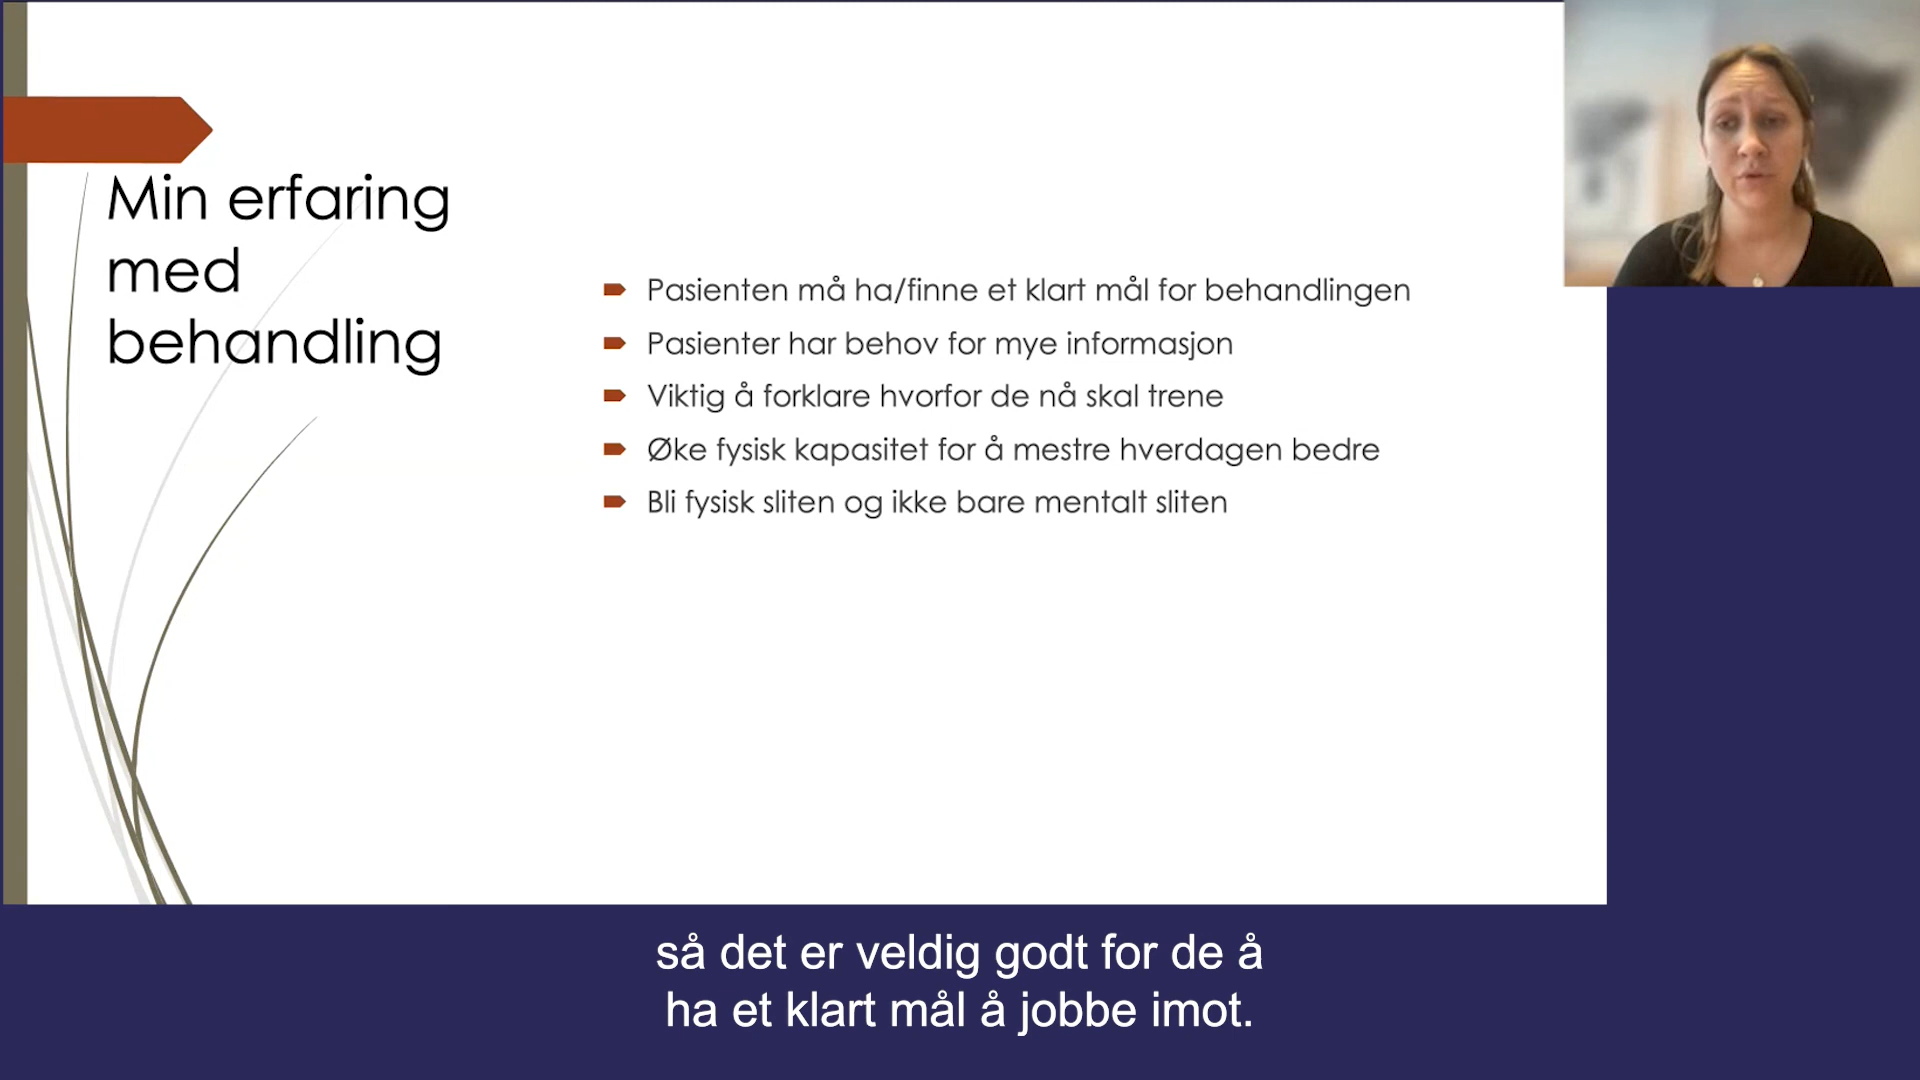 Min erfaring
med
behandling
Pasienten må ha/finne et klart mål for behandlingen
Pasienter har behov for mye informasjon
Viktig å forklare hvorfor de nå skal trene
Øke fysisk kapasitet for å mestre hverdagen bedre
Bli fysisk sliten og ikke bare mentalt sliten
så det er veldig godt for de å
ha et klart mål å jobbe imot.